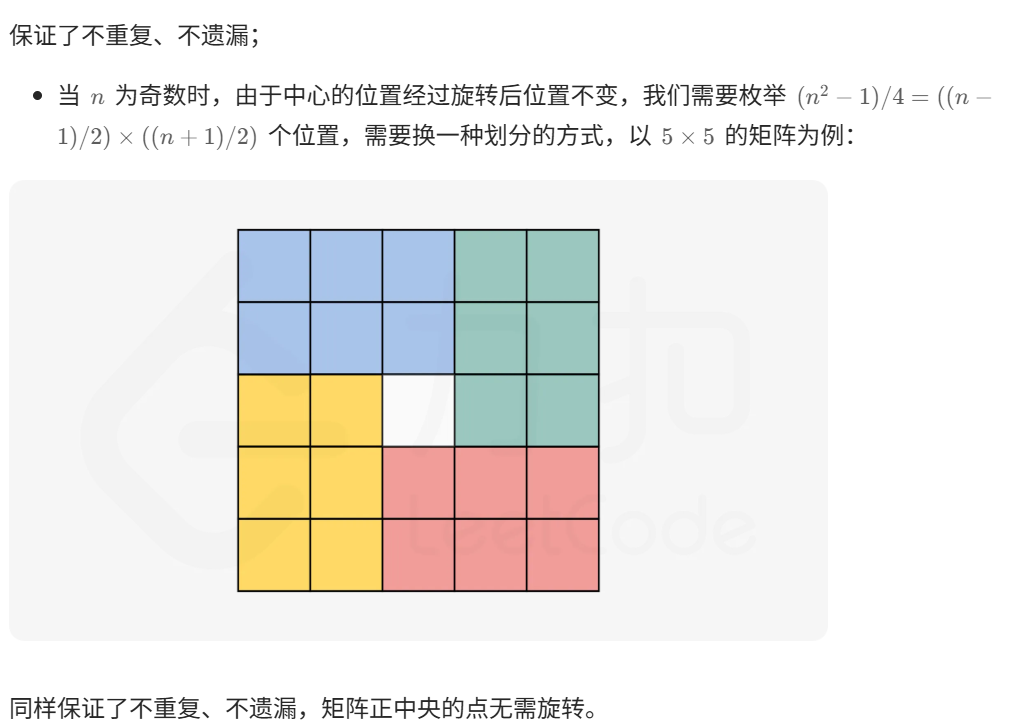 保证了不重复、不遗漏；
• 当 n 为奇数时，由于中心的位置经过旋转后位置不变，我们需要枚举 (n² − 1)/4 = ((n −
1)/2) × ((n + 1)/2) 个位置，需要换一种划分的方式，以 5 × 5 的矩阵为例：
力扣
LeetCode
同样保证了不重复、不遗漏，矩阵正中央的点无需旋转。